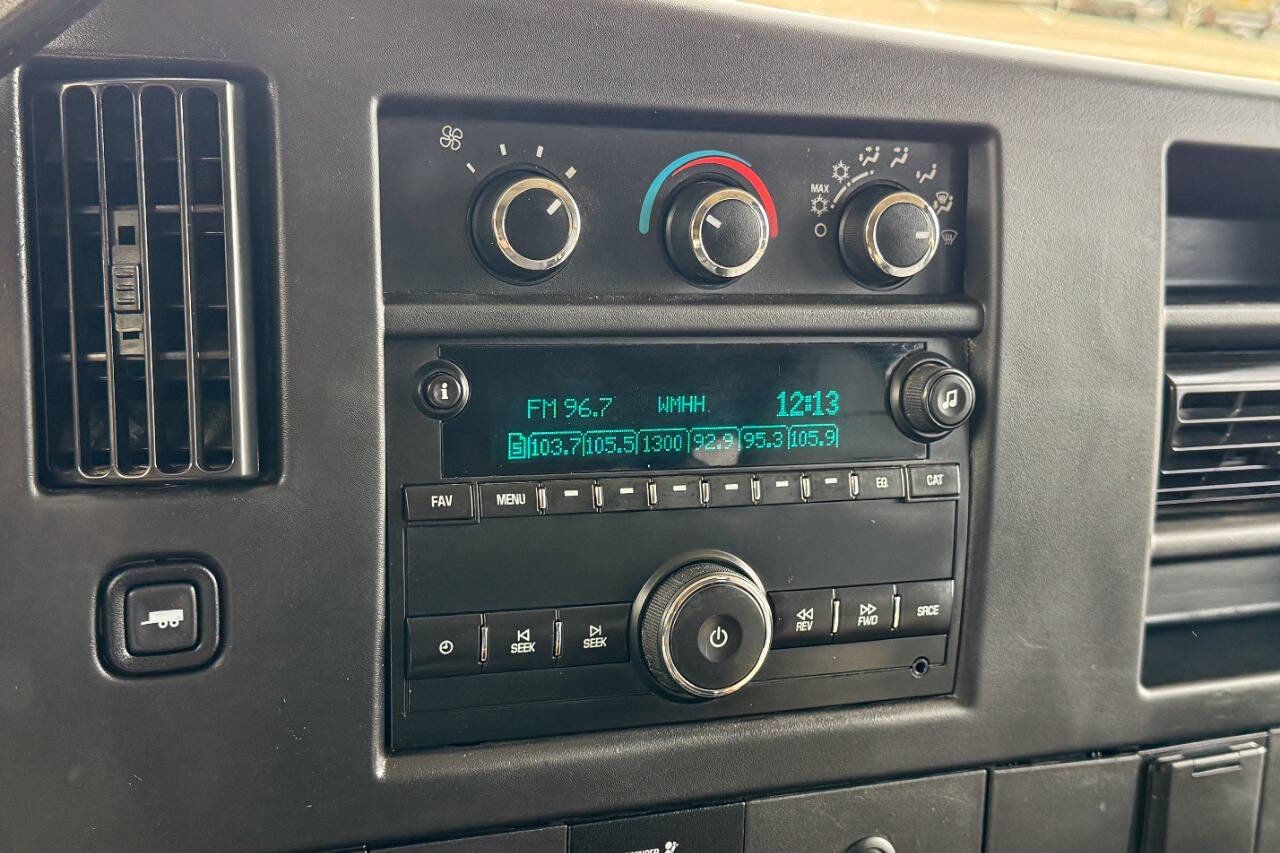 MAX
FM 96.7 WMHH 12:13
S 103.7 105.5 1300 92.9 95.3 105.9
FAV MENU EQ CAT
SEEK SEEK REV FWD SRCE